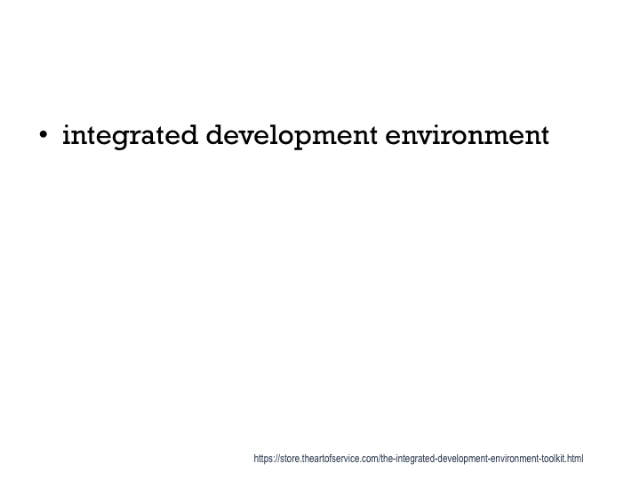 • integrated development environment
https://store.theartofservice.com/the-integrated-development-environment-toolkit.html